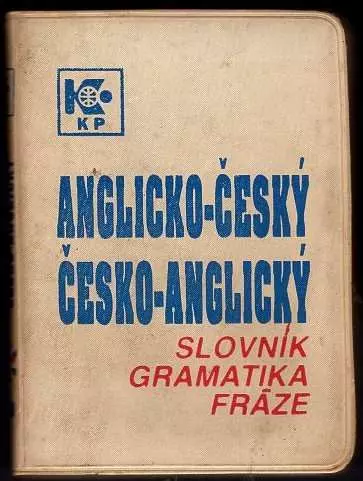 KP
ANGLICKO-ČESKÝ
ČESKO-ANGLICKÝ
SLOVNÍK
GRAMATIKA
FRÁZE